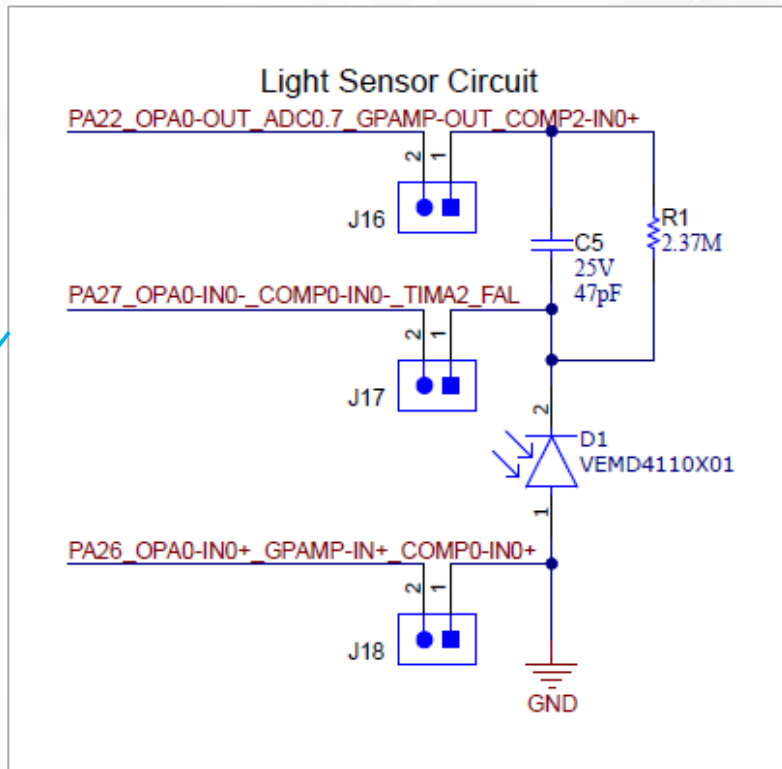 Light Sensor Circuit
PA22_OPA0-OUT_ADC0.7_GPAMP-OUT_COMP2-IN0+
2
1
J16
R1
2.37M
C5
25V
47pF
PA27_OPA0-IN0-_COMP0-IN0-_TIMA2_FAL
2
1
J17
2
D1
VEMD4110X01
1
PA26_OPA0-IN0+_GPAMP-IN+_COMP0-IN0+
2
1
J18
GND